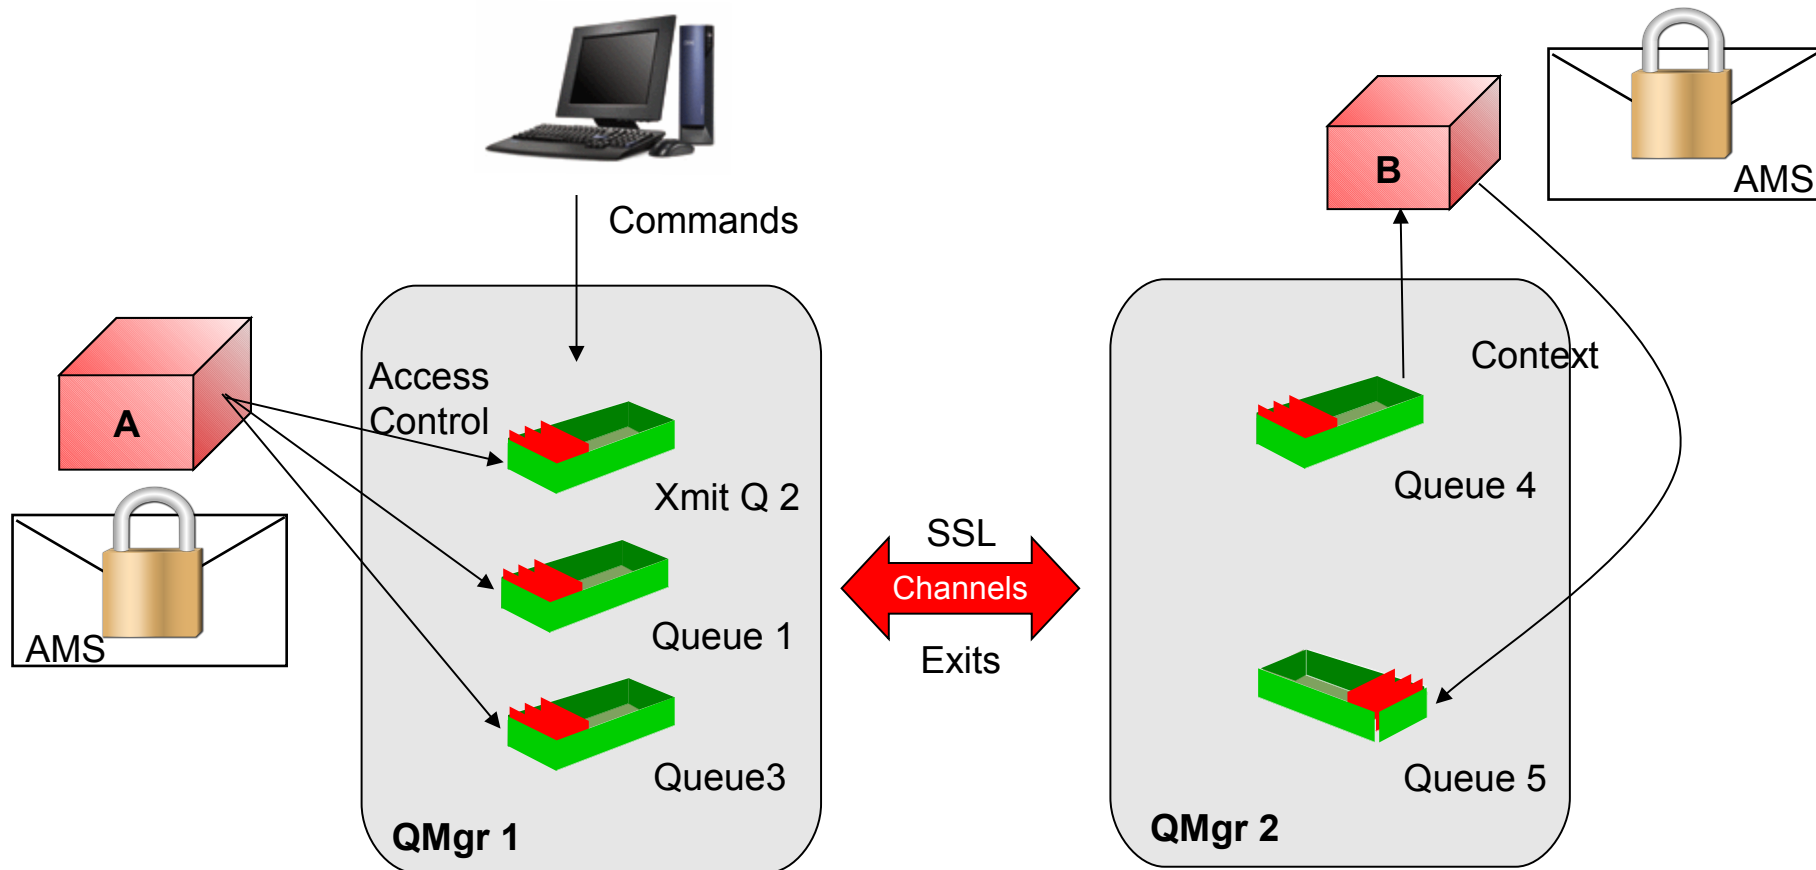 Commands
B
AMS
Access
Control
Context
A
Xmit Q 2
Queue 4
SSL
Channels
Exits
AMS
Queue 1
Queue3
Queue 5
QMgr 1
QMgr 2